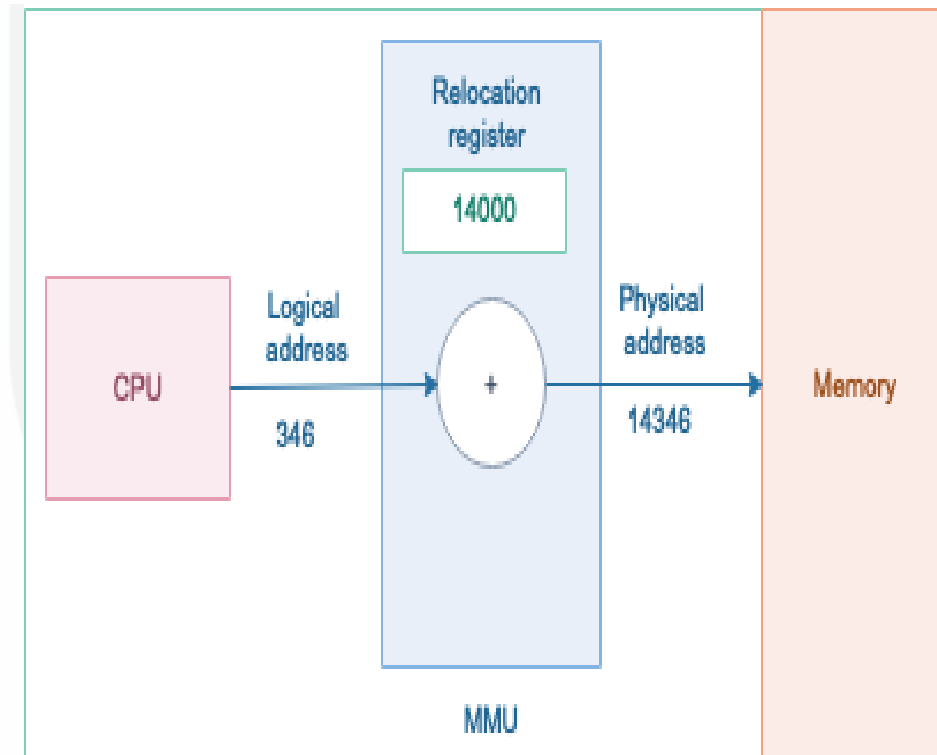 Relocation
register
14000
Logical
address
Physical
address
CPU
+
Memory
346
14346
MMU